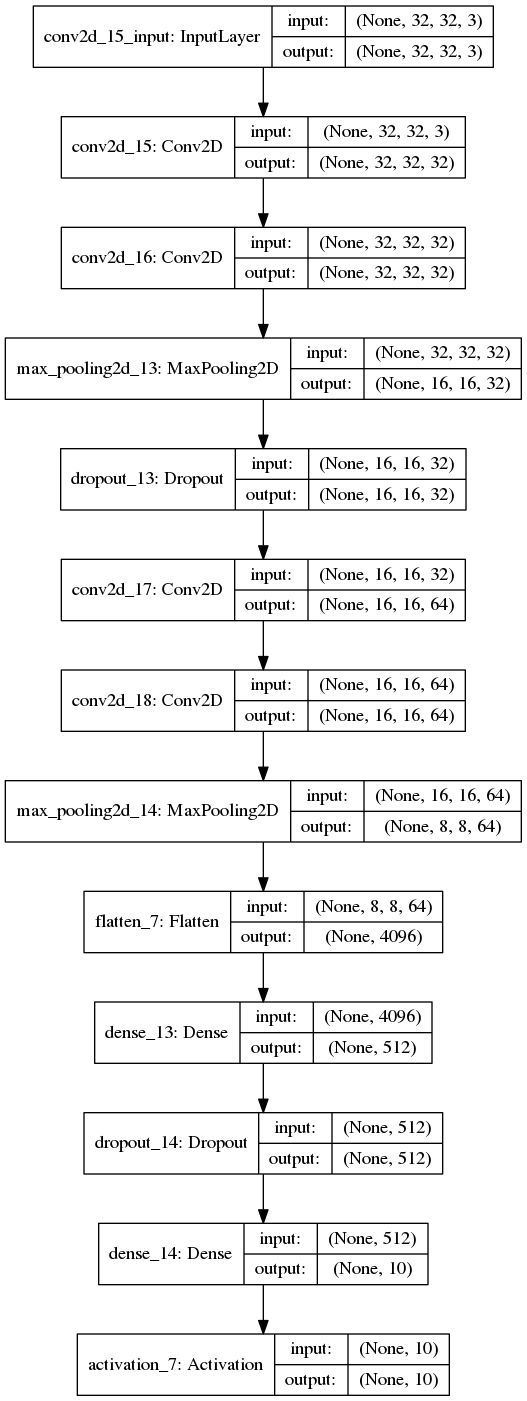 conv2d_15_input: InputLayer
input: (None, 32, 32, 3)
output: (None, 32, 32, 3)
conv2d_15: Conv2D
input: (None, 32, 32, 3)
output: (None, 32, 32, 32)
conv2d_16: Conv2D
input: (None, 32, 32, 32)
output: (None, 32, 32, 32)
max_pooling2d_13: MaxPooling2D
input: (None, 32, 32, 32)
output: (None, 16, 16, 32)
dropout_13: Dropout
input: (None, 16, 16, 32)
output: (None, 16, 16, 32)
conv2d_17: Conv2D
input: (None, 16, 16, 32)
output: (None, 16, 16, 64)
conv2d_18: Conv2D
input: (None, 16, 16, 64)
output: (None, 16, 16, 64)
max_pooling2d_14: MaxPooling2D
input: (None, 16, 16, 64)
output: (None, 8, 8, 64)
flatten_7: Flatten
input: (None, 8, 8, 64)
output: (None, 4096)
dense_13: Dense
input: (None, 4096)
output: (None, 512)
dropout_14: Dropout
input: (None, 512)
output: (None, 512)
dense_14: Dense
input: (None, 512)
output: (None, 10)
activation_7: Activation
input: (None, 10)
output: (None, 10)